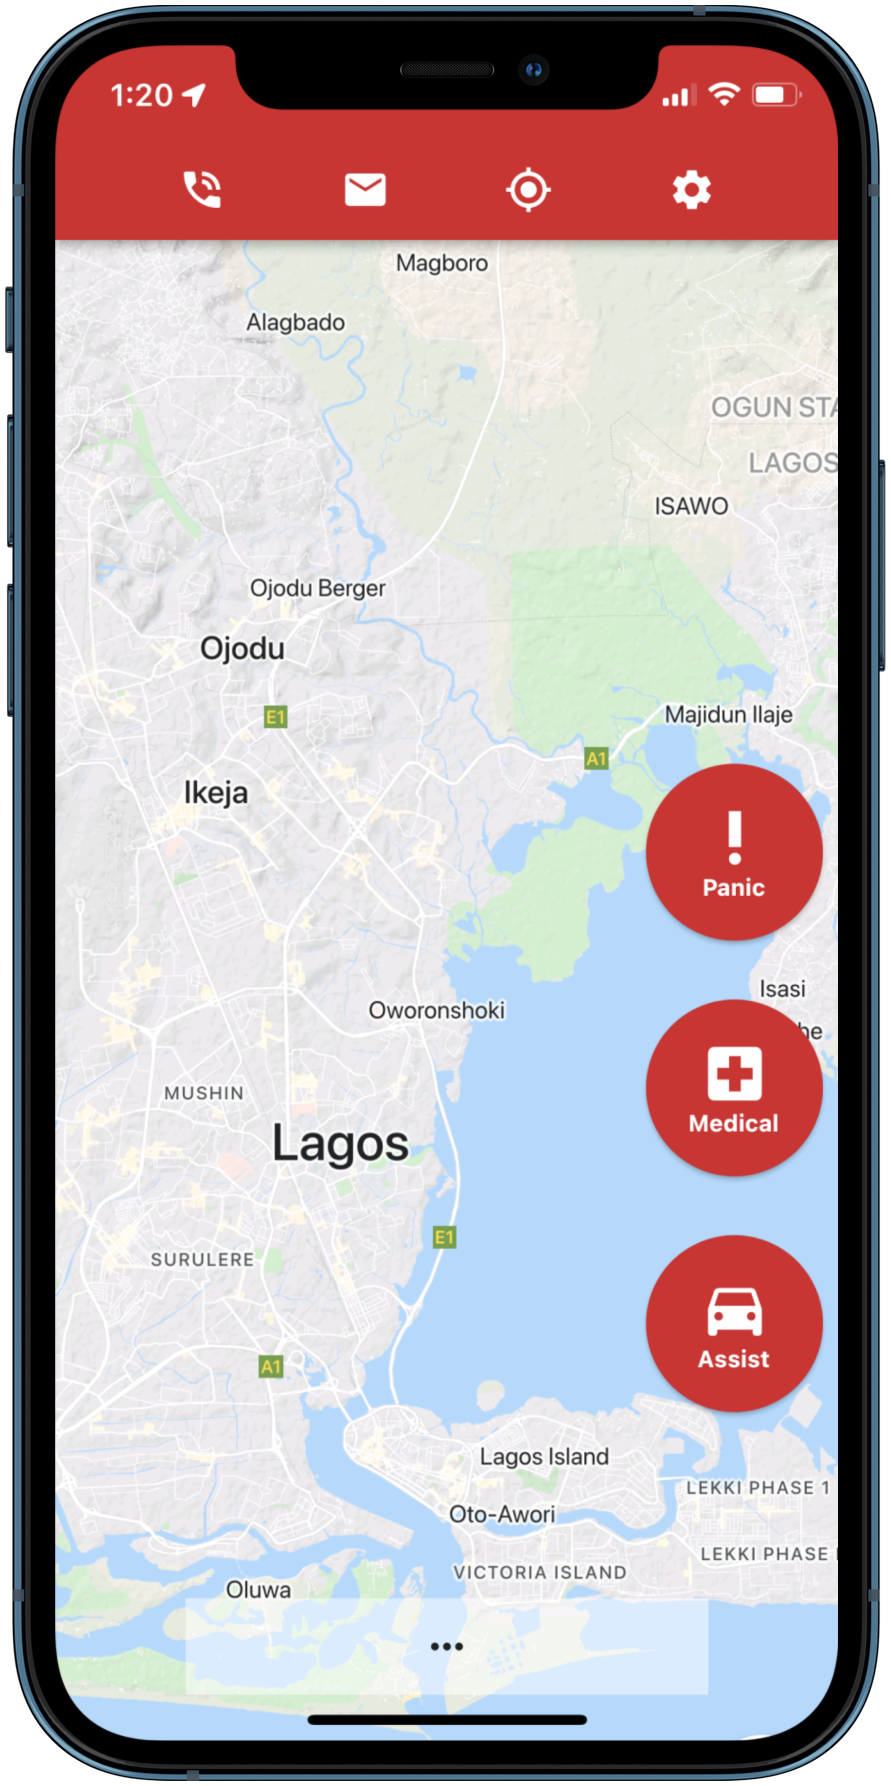 1:20
Magboro
Alagbado
OGUN STA
LAGOS
ISAWO
Ojodu Berger
Ojodu
E1
Majidun Ilaje
A1
Ikeja
Panic
Isasi
Oworonshoki
he
MUSHIN
Medical
Lagos
E1
SURULERE
Assist
A1
Lagos Island
LEKKI PHASE 1
Oto-Awori
LEKKI PHASE
VICTORIA ISLAND
Oluwa
...